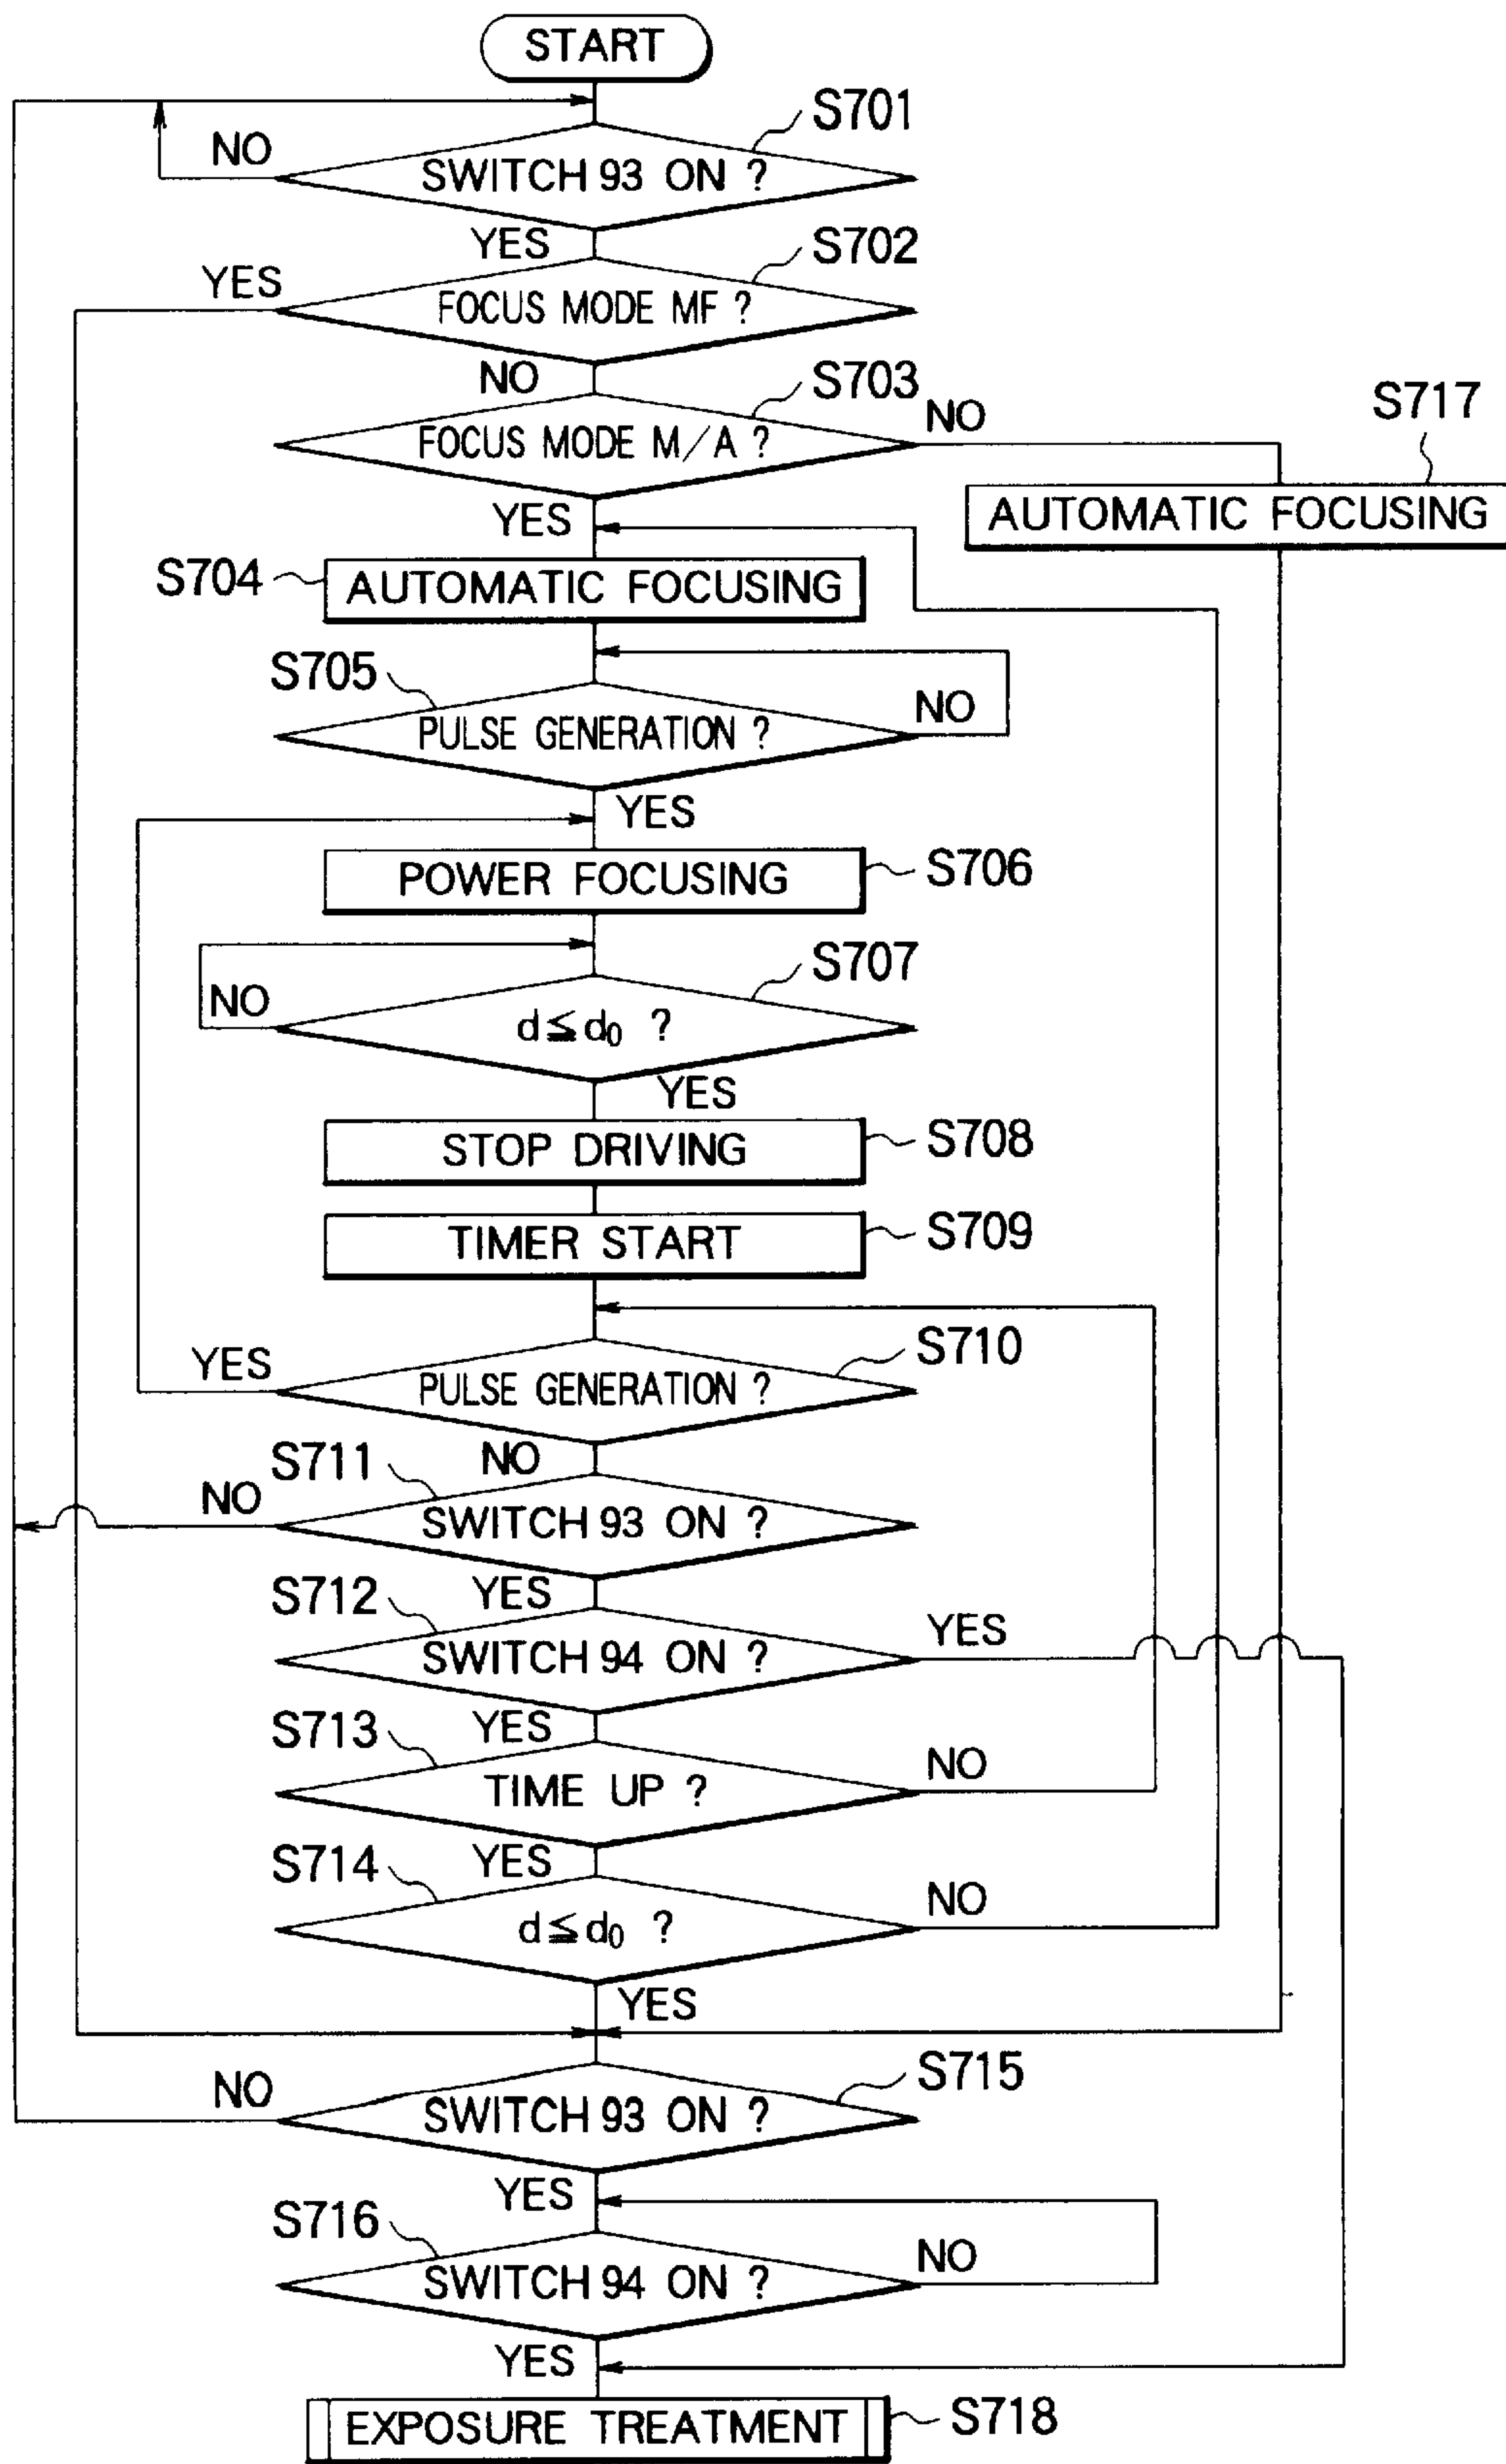 START
S701
NO
SWITCH 93 ON ?
YES
S702
YES
FOCUS MODE MF ?
NO
S703
NO
S717
FOCUS MODE M/A ?
AUTOMATIC FOCUSING
YES
S704
AUTOMATIC FOCUSING
S705
NO
PULSE GENERATION ?
YES
POWER FOCUSING
S706
S707
NO
d≦d₀ ?
YES
STOP DRIVING
S708
TIMER START
S709
S710
YES
PULSE GENERATION ?
S711
NO
NO
SWITCH 93 ON ?
S712
YES
YES
SWITCH 94 ON ?
S713
YES
NO
TIME UP ?
S714
YES
NO
d≦d₀ ?
YES
S715
NO
SWITCH 93 ON ?
YES
S716
NO
SWITCH 94 ON ?
YES
EXPOSURE TREATMENT
S718